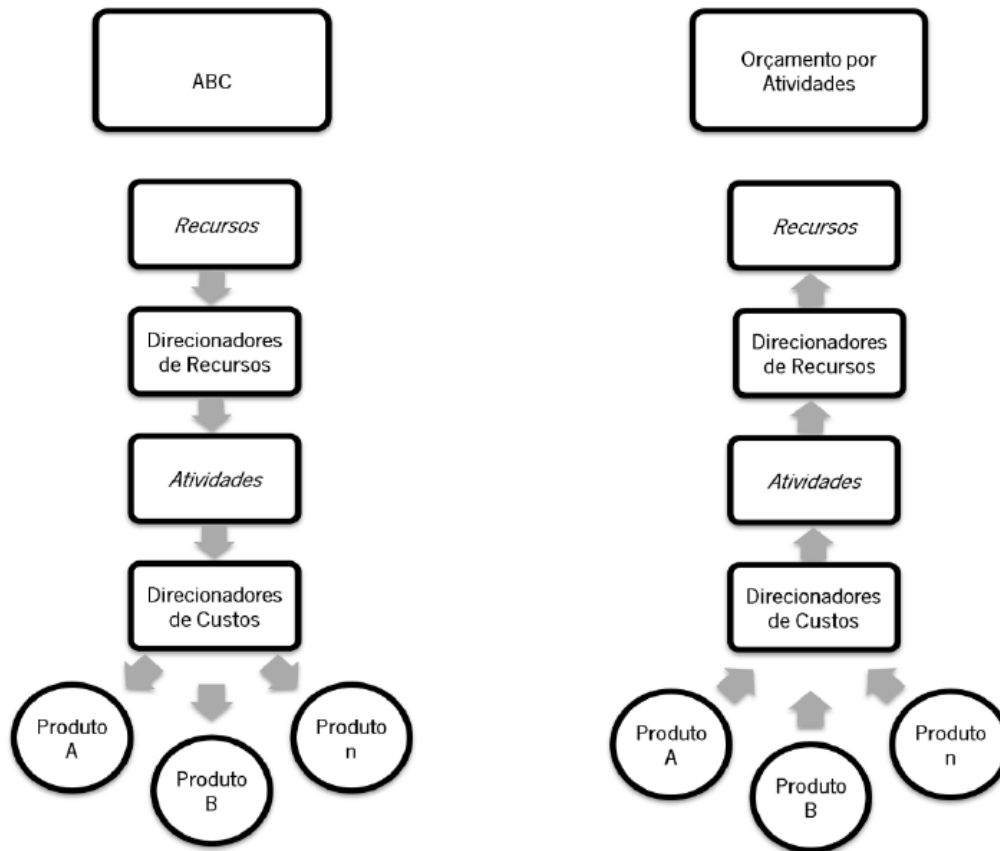 ABC
Recursos
Direcionadores
de Recursos
Atividades
Direcionadores
de Custos
Produto
A
Produto
B
Produto
n
Orçamento por
Atividades
Recursos
Direcionadores
de Recursos
Atividades
Direcionadores
de Custos
Produto
A
Produto
B
Produto
n